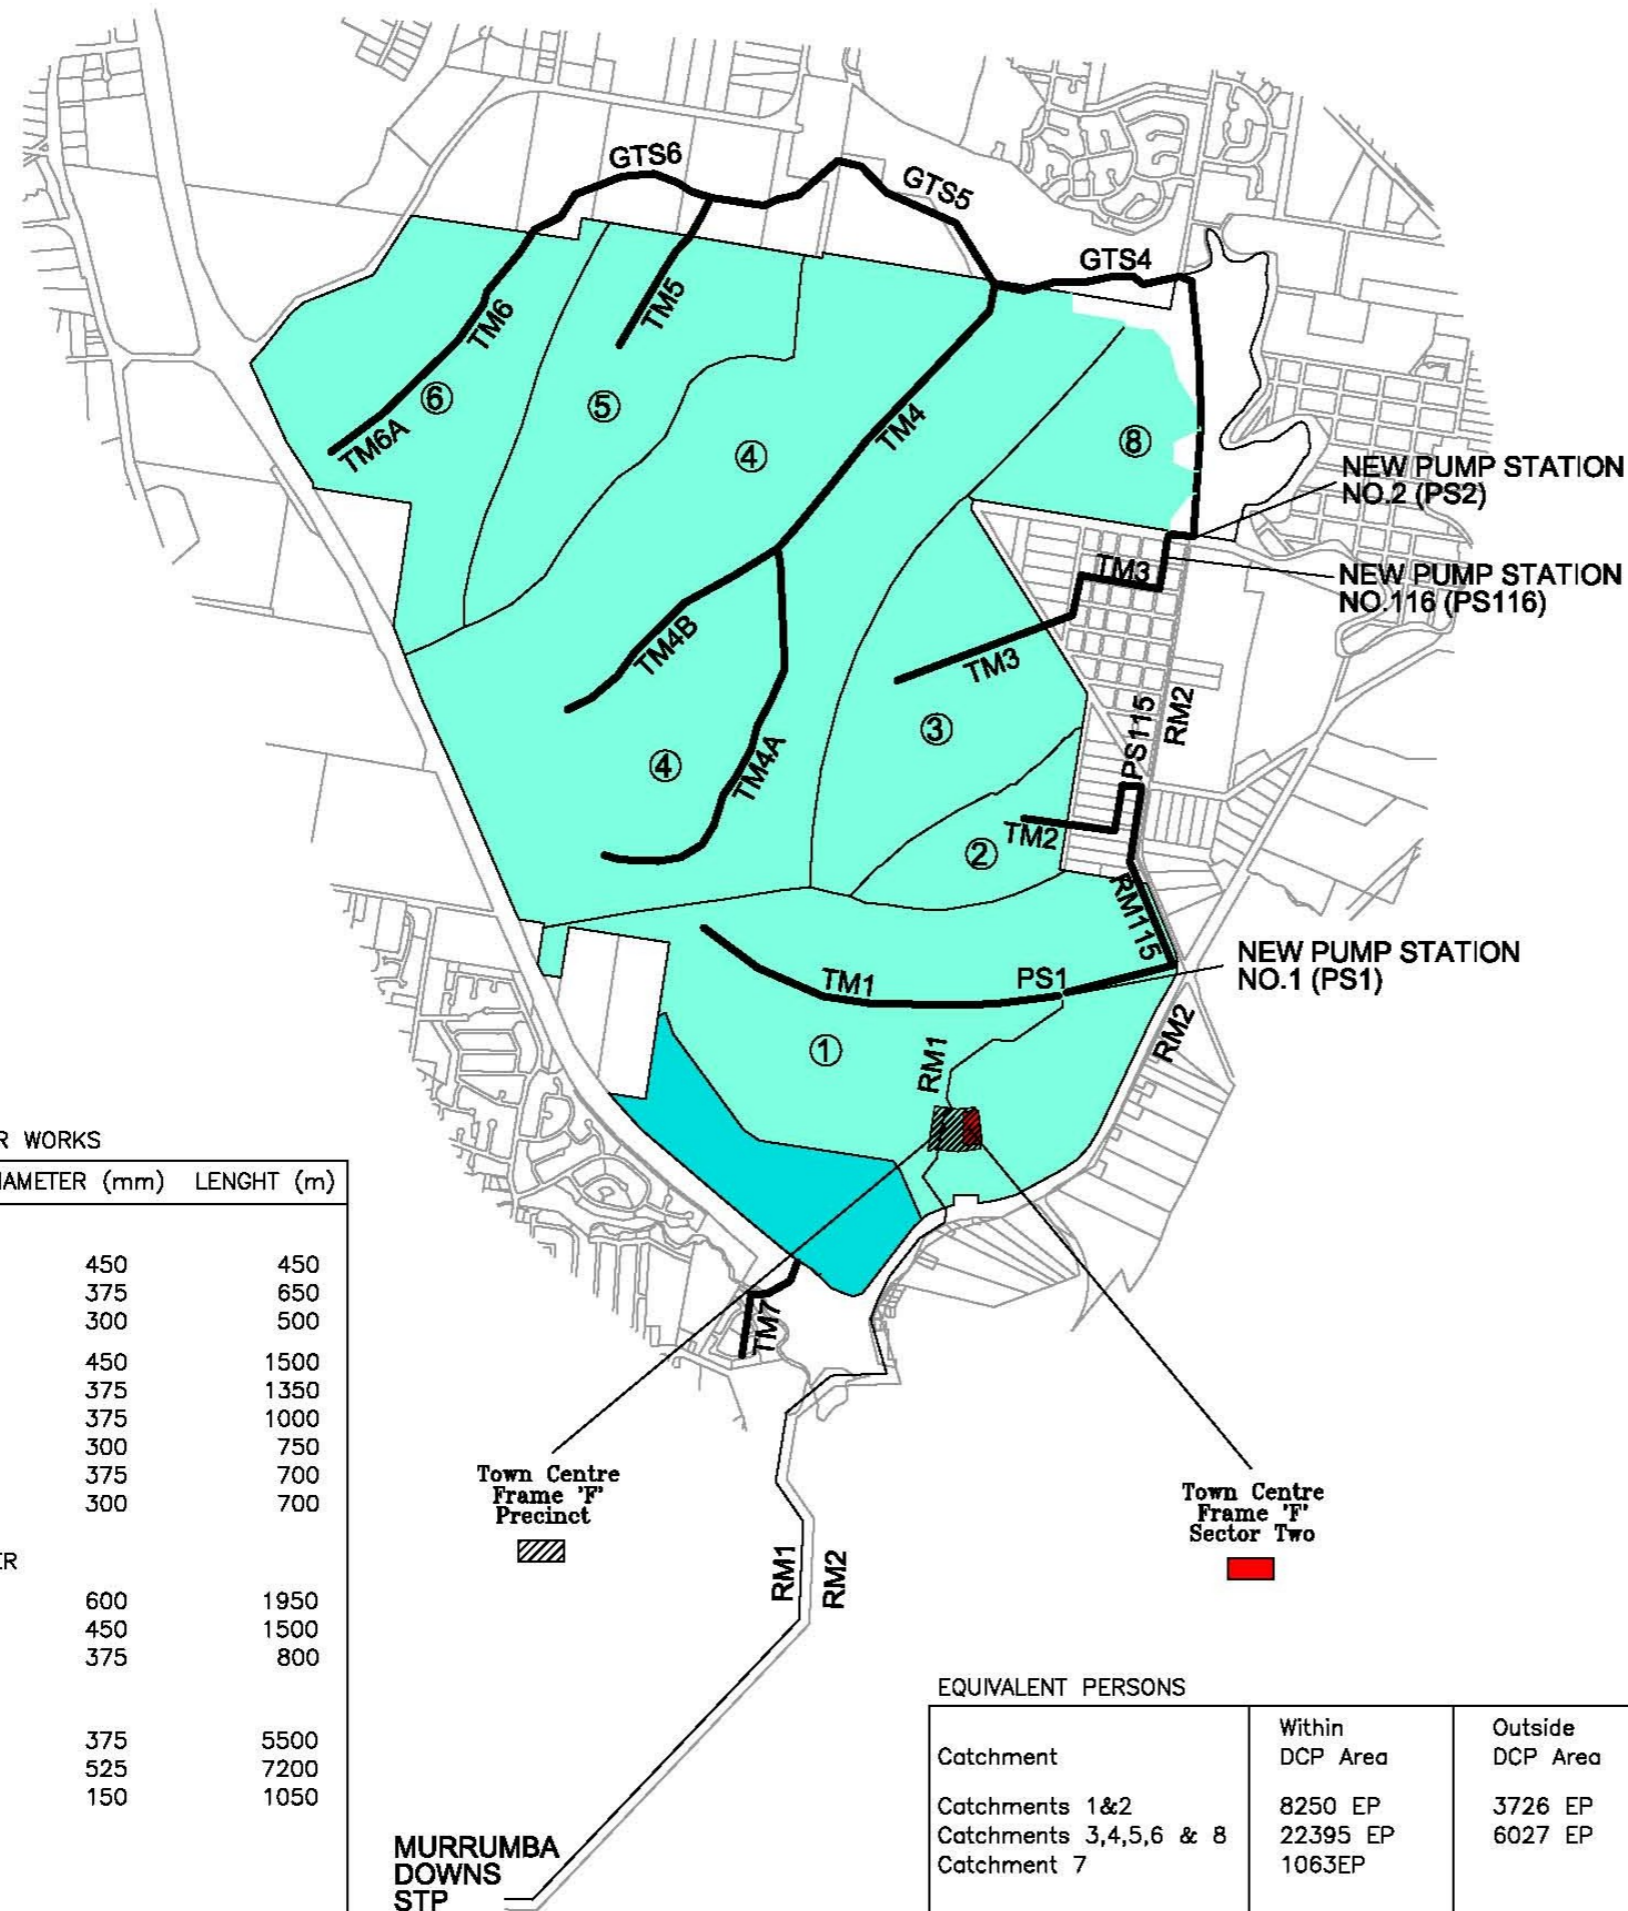 GTS6
GTS5
GTS4
TM6
TM5
TM6A
⑥
⑤
④
TM4
⑧
NEW PUMP STATION
NO.2 (PS2)
TM3
NEW PUMP STATION
NO.116 (PS116)
TM4B
TM3
③
PS115
RM2
④
TM4A
TM2
②
RM115
NEW PUMP STATION
NO.1 (PS1)
TM1
PS1
①
RM1
RM2
TM7
Town Centre
Frame 'F'
Precinct
Town Centre
Frame 'F'
Sector Two
RM1
RM2
MURRUMBA
DOWNS
STP
R WORKS
IAMETER (mm) LENGHT (m)
450 450
375 650
300 500
450 1500
375 1350
375 1000
300 750
375 700
300 700
ER
600 1950
450 1500
375 800
375 5500
525 7200
150 1050
EQUIVALENT PERSONS
Catchment Within DCP Area Outside DCP Area
Catchments 1&2 8250 EP 3726 EP
Catchments 3,4,5,6 & 8 22395 EP 6027 EP
Catchment 7 1063EP